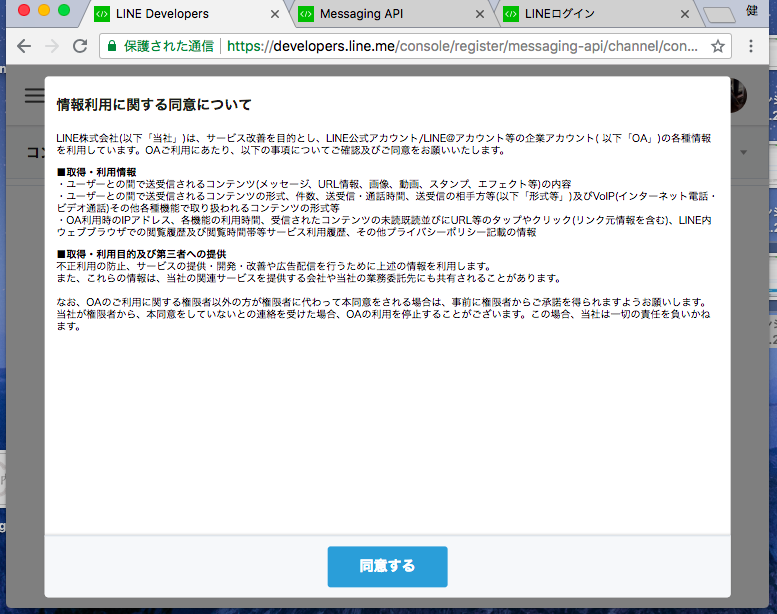 LINE Developers
Messaging API
LINEログイン
健
保護された通信
https://developers.line.me/console/register/messaging-api/channel/con...
コン
情報利用に関する同意について
LINE株式会社(以下「当社」)は、サービス改善を目的とし、LINE公式アカウント/LINE@アカウント等の企業アカウント( 以下「OA」)の各種情報
を利用しています。OAご利用にあたり、以下の事項についてご確認及びご同意をお願いいたします。
■取得・利用情報
・ユーザーとの間で送受信されるコンテンツ(メッセージ、URL情報、画像、動画、スタンプ、エフェクト等)の内容
・ユーザーとの間で送受信されるコンテンツの形式、件数、送受信・通話時間、送受信の相手方等(以下「形式等」)及びVoIP(インターネット電話・
ビデオ通話)その他各種機能で取り扱われるコンテンツの形式等
・OA利用時のIPアドレス、各機能の利用時間、受信されたコンテンツの未読既読並びにURL等のタップやクリック(リンク元情報を含む)、LINE内
ウェブブラウザでの閲覧履歴及び閲覧時間帯等サービス利用履歴、その他プライバシーポリシー記載の情報
■取得・利用目的及び第三者への提供
不正利用の防止、サービスの提供・開発・改善や広告配信を行うために上述の情報を利用します。
また、これらの情報は、当社の関連サービスを提供する会社や当社の業務委託先にも共有されることがあります。
なお、OAのご利用に関する権限者以外の方が権限者に代わって本同意をされる場合は、事前に権限者からご承諾を得られますようお願いします。
当社が権限者から、本同意をしていないとの連絡を受けた場合、OAの利用を停止することがございます。この場合、当社は一切の責任を負いかね
ます。
同意する